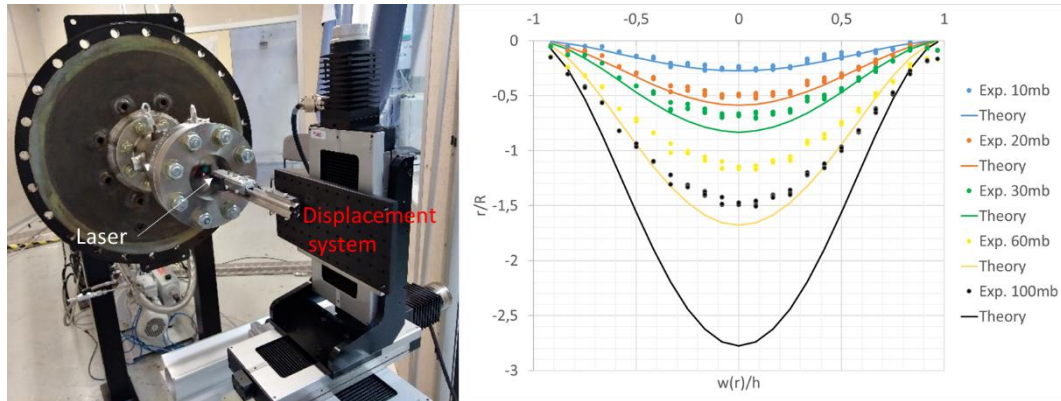 Laser
Displacement
system
-1
-0,5
0
0,5
1
0
-0,5
-1
-1,5
-2
-2,5
-3
r/R
w(r)/h
Exp. 10mb
Theory
Exp. 20mb
Theory
Exp. 30mb
Theory
Exp. 60mb
Theory
Exp. 100mb
Theory